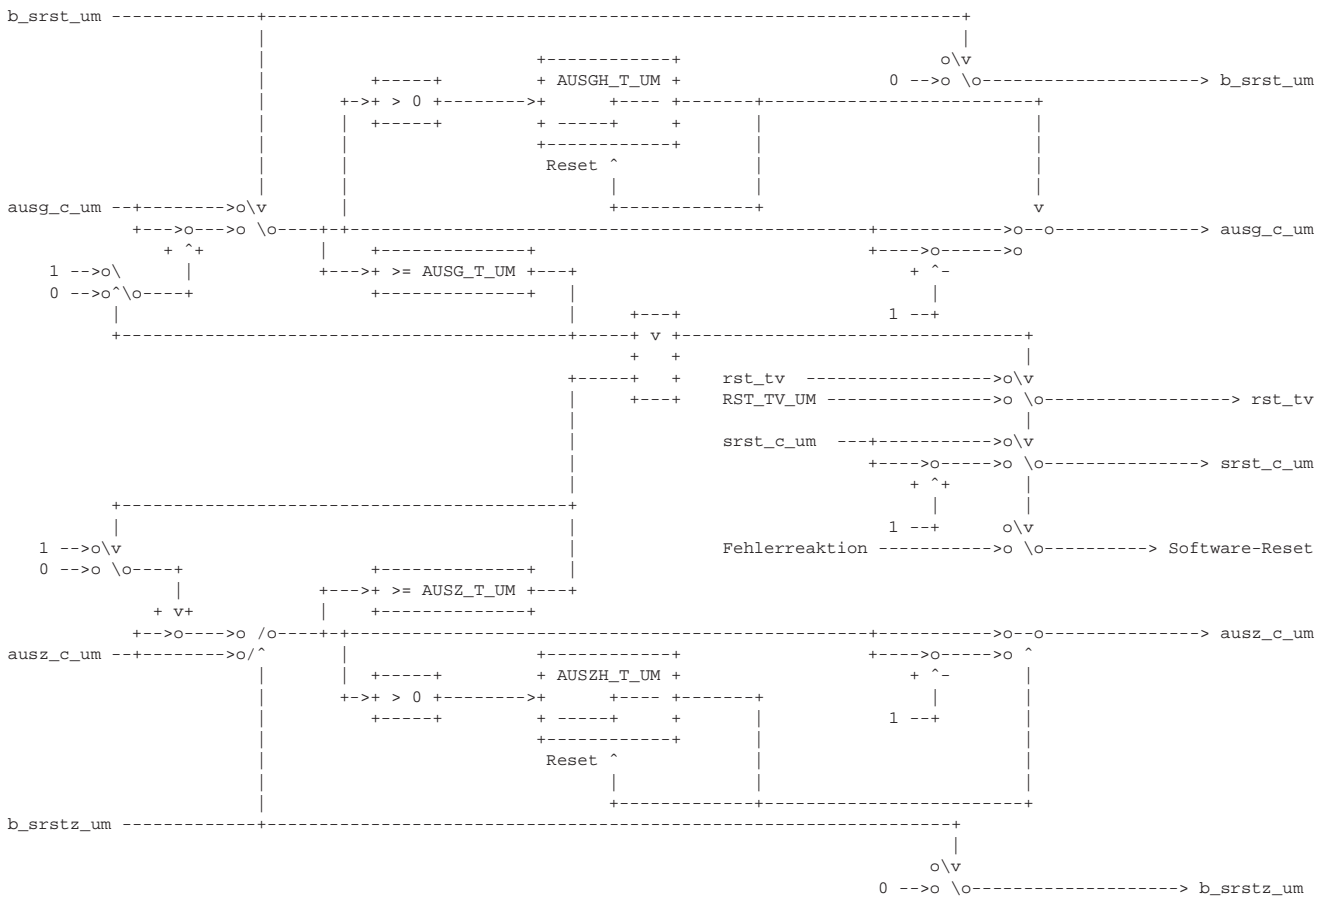 b_srst_um
+ AUSGH_T_UM +
0 b_srst_um
> 0
Reset
ausg_c_um
ausg_c_um
1 >= AUSG_T_UM
0
1
v
rst_tv
RST_TV_UM rst_tv
srst_c_um
srst_c_um
1
1 Fehlerreaktion Software-Reset
0
>= AUSZ_T_UM
ausz_c_um
ausz_c_um
AUSZH_T_UM
> 0
1
Reset
b_srstz_um
0 b_srstz_um